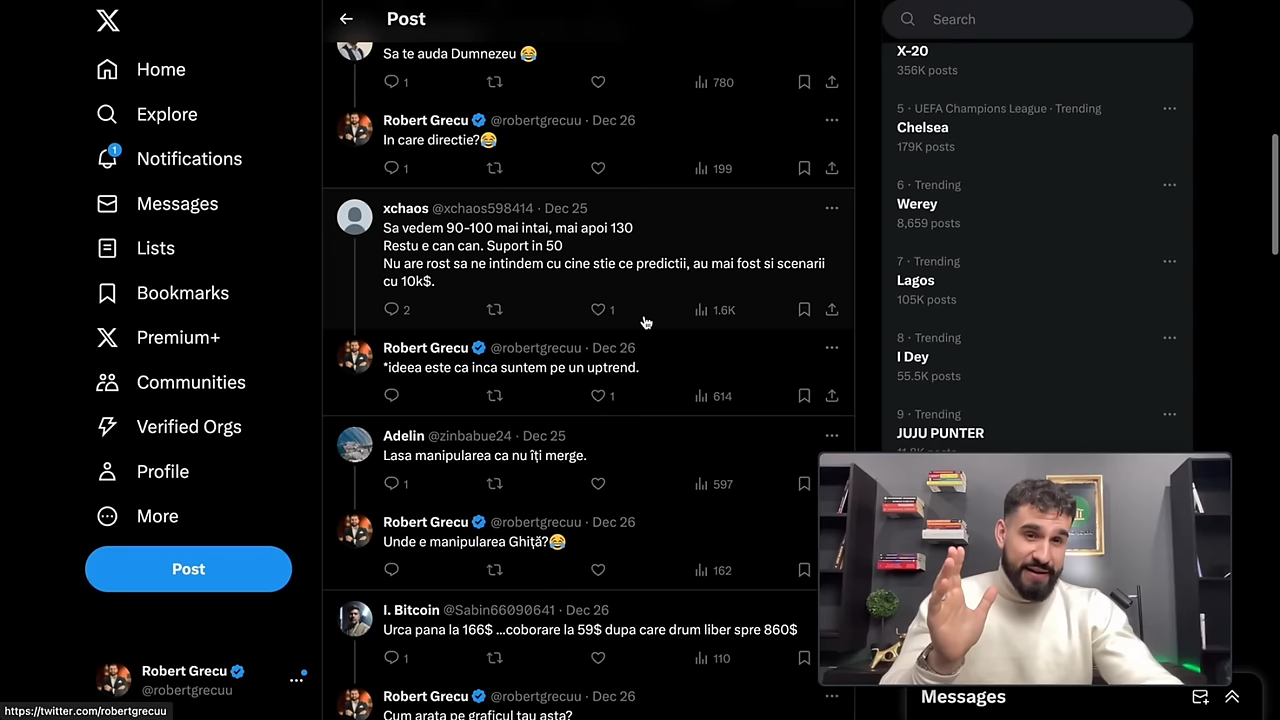 Home
Explore
1
Notifications
Messages
Lists
Bookmarks
Premium+
Communities
Verified Orgs
Profile
More
Post
Robert Grecu
@robertgrecuu
https://twitter.com/robertgrecuu
Post
Sa te auda Dumnezeu 😂
1 780
Robert Grecu @robertgrecuu · Dec 26
In care directie?😂
1 199
xchaos @xchaos598414 · Dec 25
Sa vedem 90-100 mai intai, mai apoi 130
Restu e can can. Suport in 50
Nu are rost sa ne intindem cu cine stie ce predictii, au mai fost si scenarii
cu 10k$.
2 1 1.6K
Robert Grecu @robertgrecuu · Dec 26
*ideea este ca inca suntem pe un uptrend.
1 614
Adelin @zinbabue24 · Dec 25
Lasa manipularea ca nu îți merge.
1 597
Robert Grecu @robertgrecuu · Dec 26
Unde e manipularea Ghiță?😂
162
I. Bitcoin @Sabin66090641 · Dec 26
Urca pana la 166$ ...coborare la 59$ dupa care drum liber spre 860$
1 110
Robert Grecu @robertgrecuu · Dec 26
Cum arata pe graficul tau asta?
Search
X-20
356K posts
5 · UEFA Champions League · Trending
Chelsea
179K posts
6 · Trending
Werey
8,659 posts
7 · Trending
Lagos
105K posts
8 · Trending
I Dey
55.5K posts
9 · Trending
JUJU PUNTER
Messages